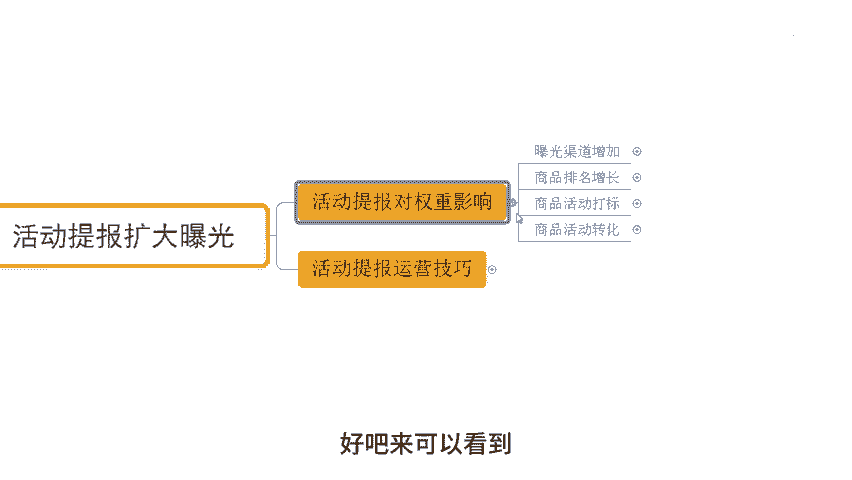 活动提报扩大曝光
活动提报对权重影响
曝光渠道增加
商品排名增长
商品活动打标
商品活动转化
活动提报运营技巧
好吧来可以看到